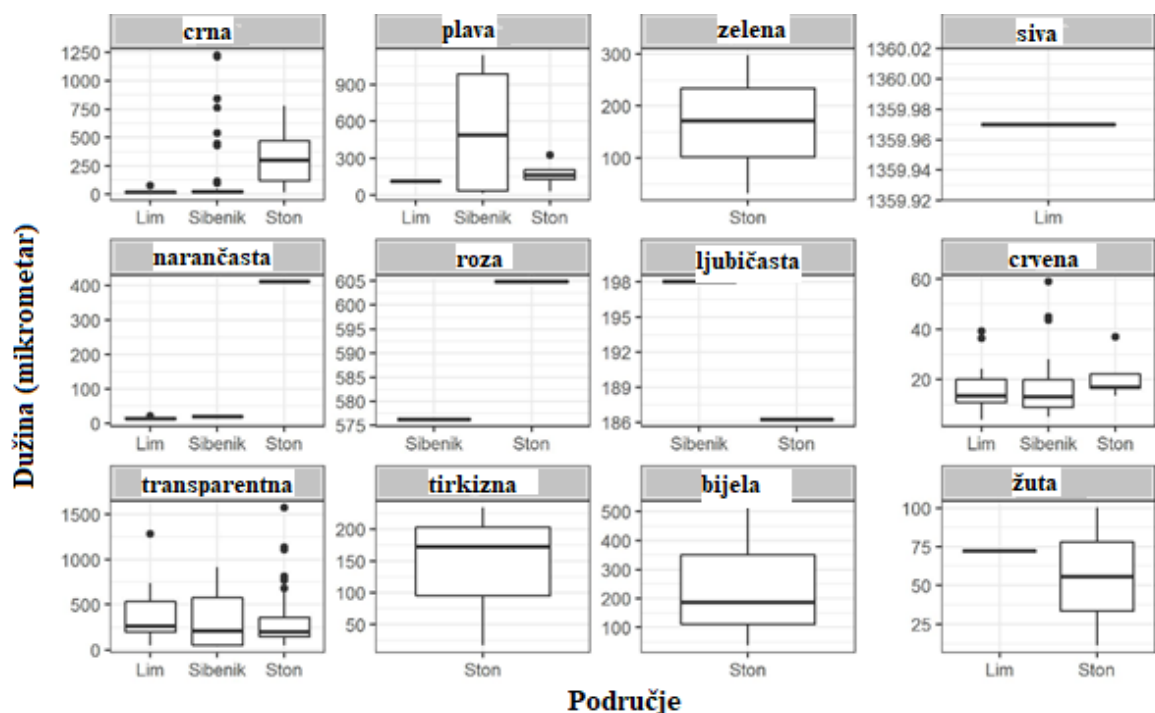 crna
plava
zelena
siva
1250
1000
750
500
250
0
Lim
Sibenik
Ston
900
600
300
0
Lim
Sibenik
Ston
300
200
100
Ston
1360.02
1360.00
1359.98
1359.96
1359.94
1359.92
Lim
Dužina (mikrometar)
narančasta
roza
ljubičasta
crvena
400
300
200
100
0
Lim
Sibenik
Ston
605
600
595
590
585
580
575
Sibenik
Ston
198
195
192
189
186
Sibenik
Ston
60
40
20
Lim
Sibenik
Ston
transparentna
tirkizna
bijela
žuta
1500
1000
500
0
Lim
Sibenik
Ston
200
150
100
50
Ston
500
400
300
200
100
Ston
100
75
50
25
Lim
Ston
Područje